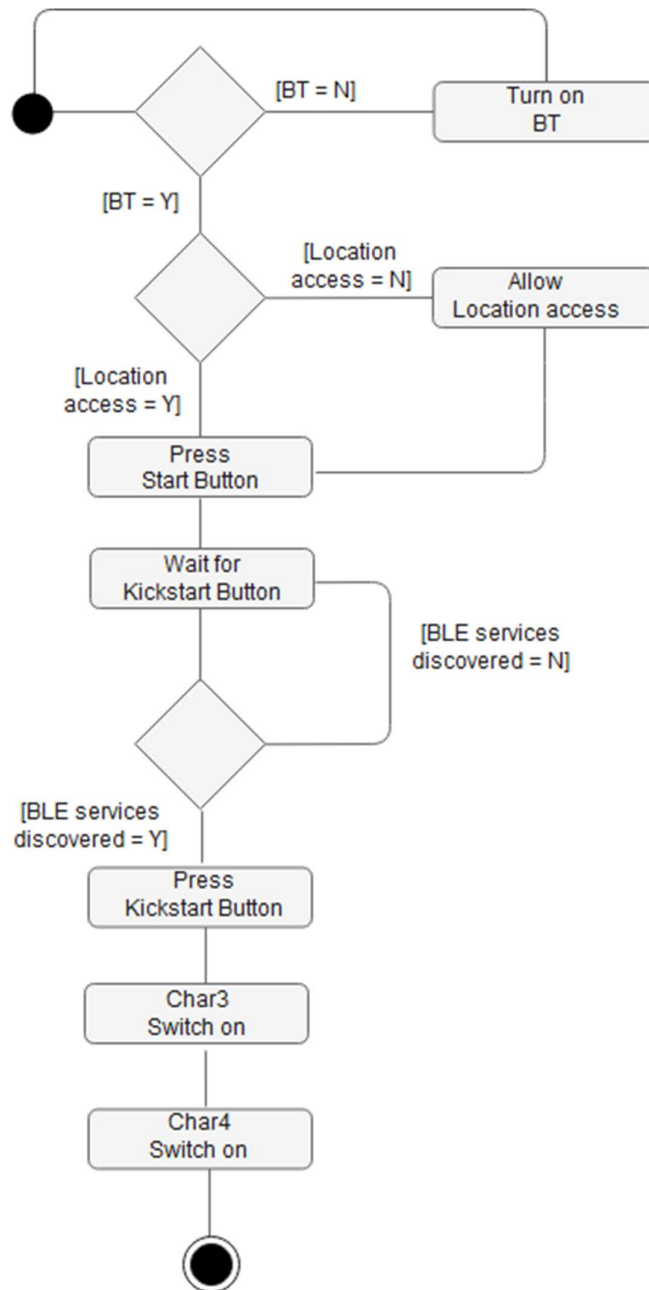 [BT = N]
Turn on
BT
[BT = Y]
[Location
access = N]
Allow
Location access
[Location
access = Y]
Press
Start Button
Wait for
Kickstart Button
[BLE services
discovered = N]
[BLE services
discovered = Y]
Press
Kickstart Button
Char3
Switch on
Char4
Switch on